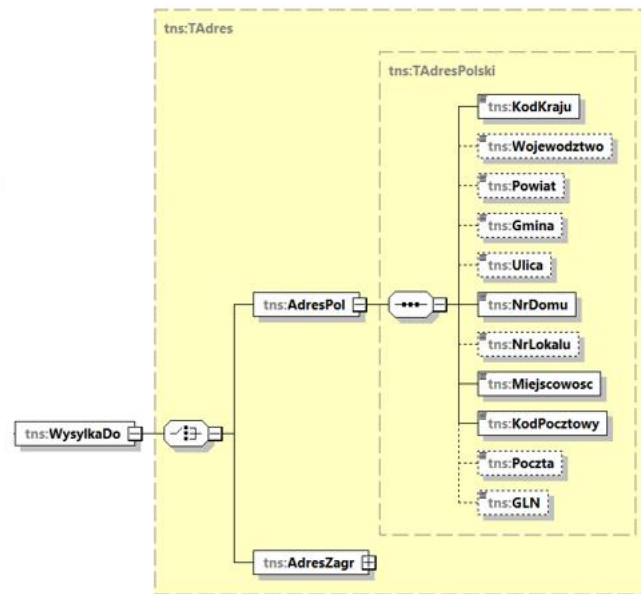 tns:TAdres
tns:TAdresPolski
tns:KodKraju
tns:Wojewodztwo
tns:Powiat
tns:Gmina
tns:Ulica
tns:AdresPol
tns:NrDomu
tns:NrLokalu
tns:Miejscowosc
tns:KodPocztowy
tns:WysylkaDo
tns:Poczta
tns:GLN
tns:AdresZagr